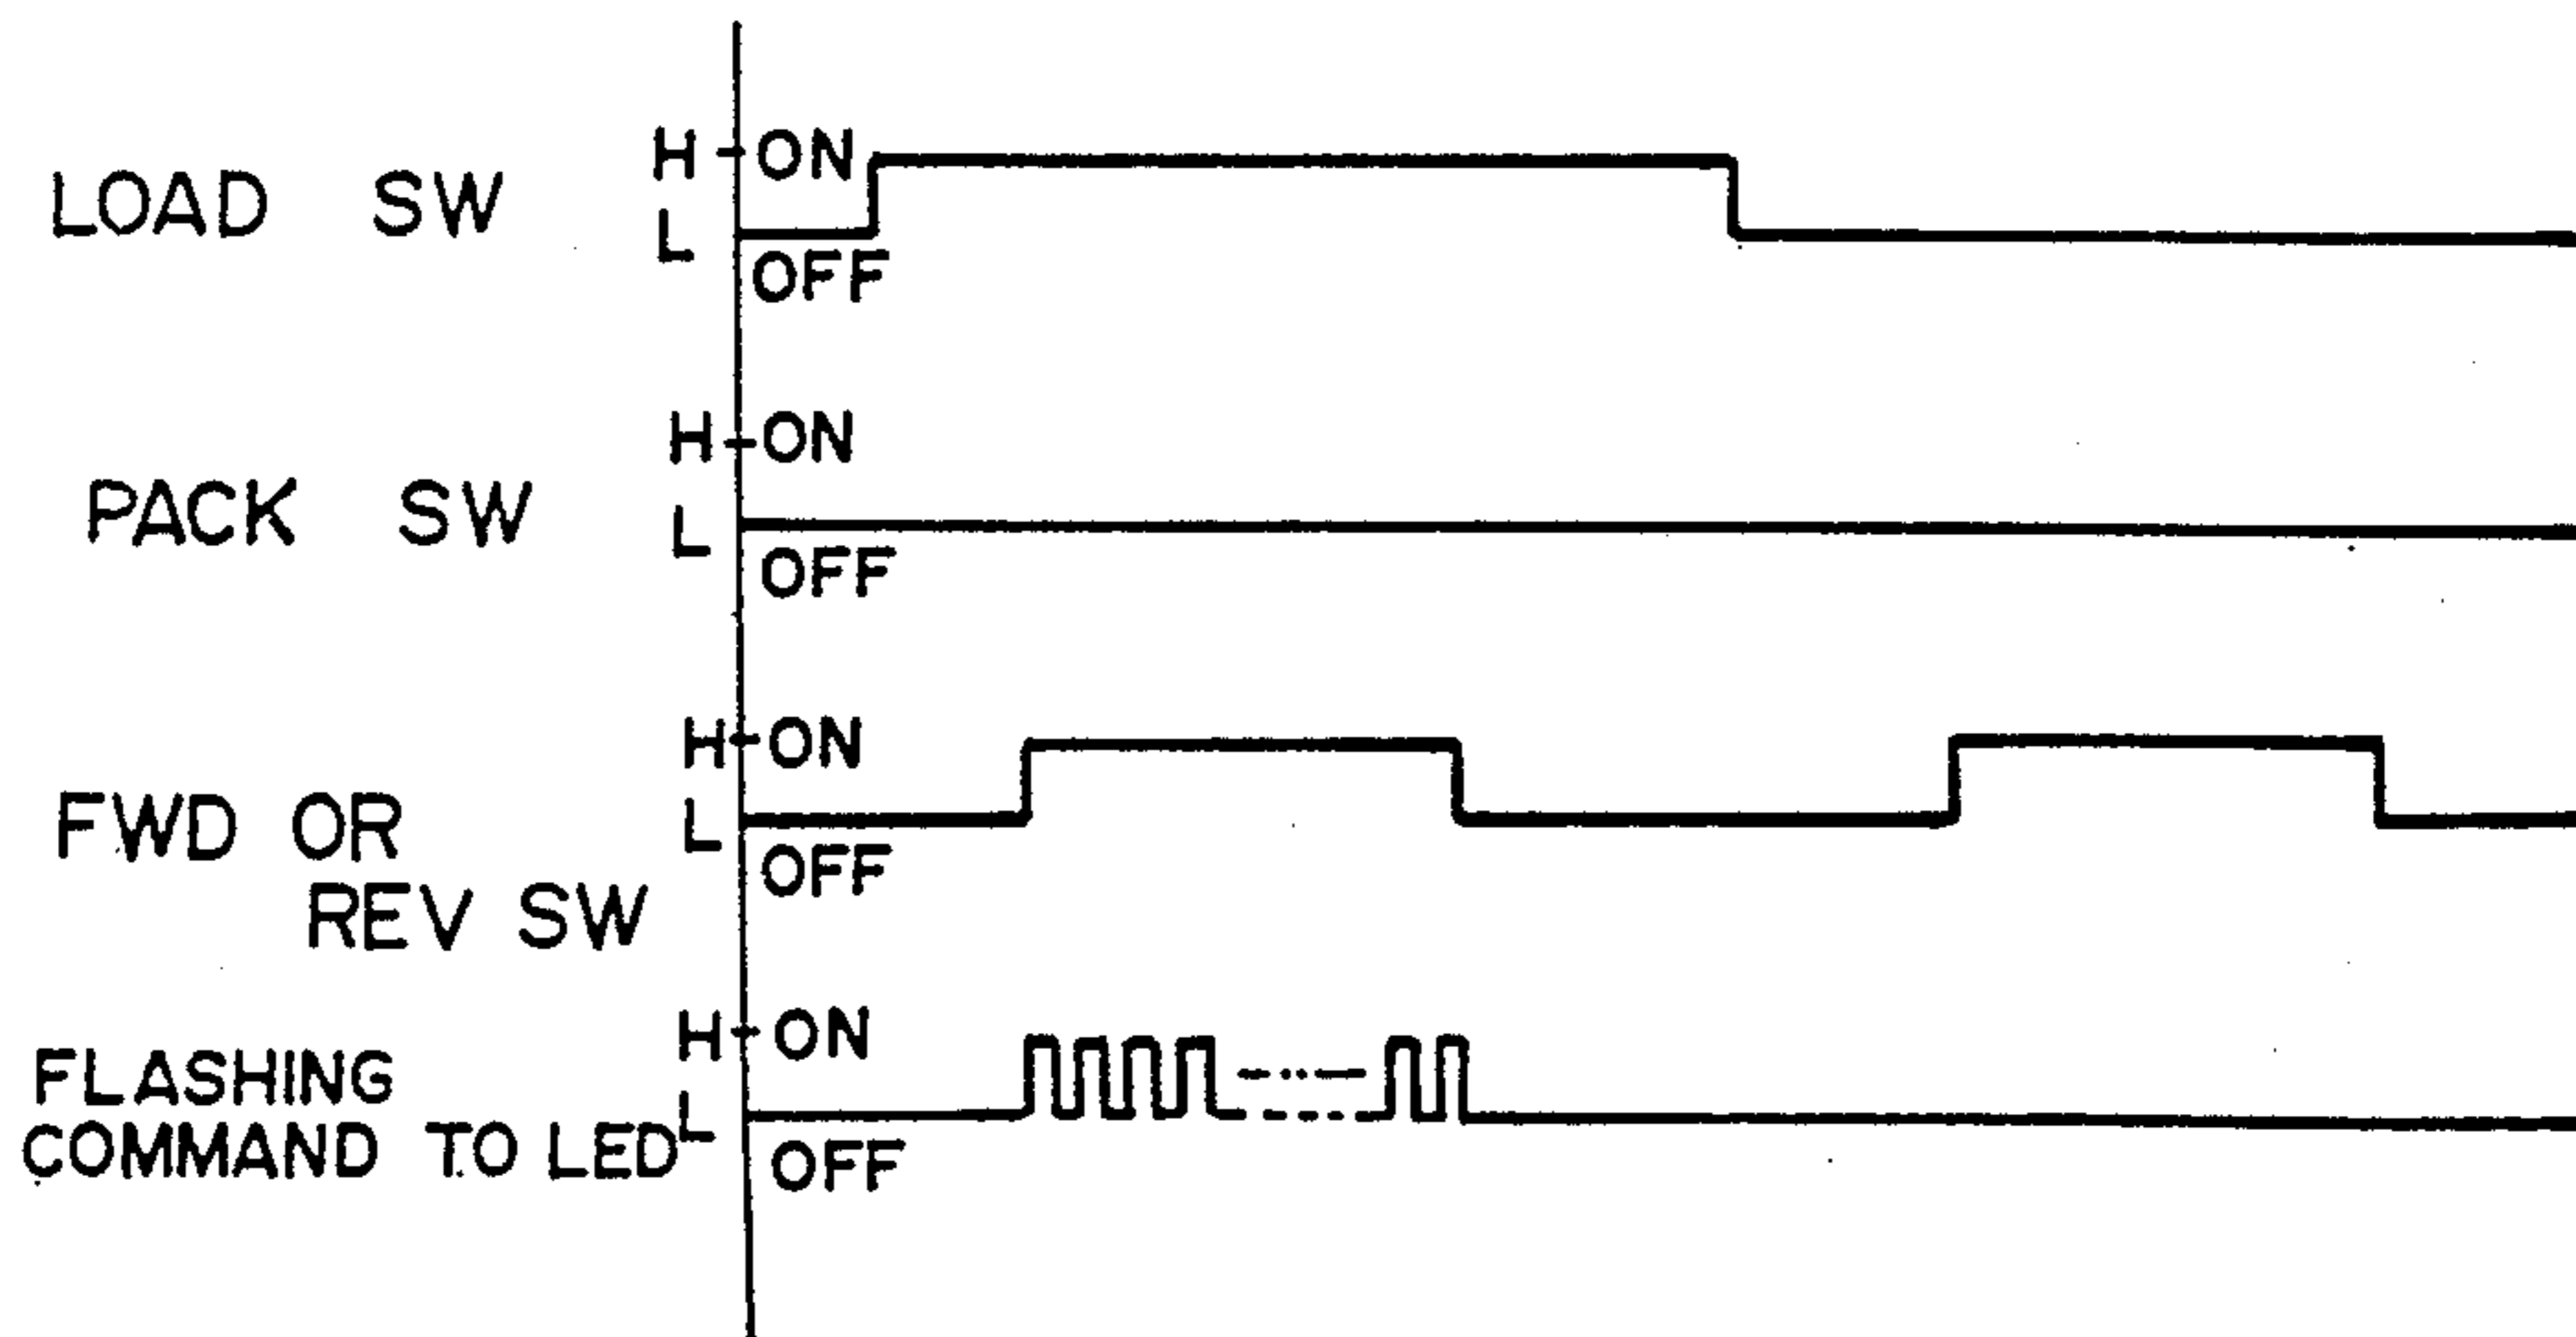 H ON
LOAD SW
L
OFF
H ON
PACK SW
L
OFF
H ON
FWD OR
L
OFF
REV SW
H ON
FLASHING
COMMAND TO LED
L
OFF